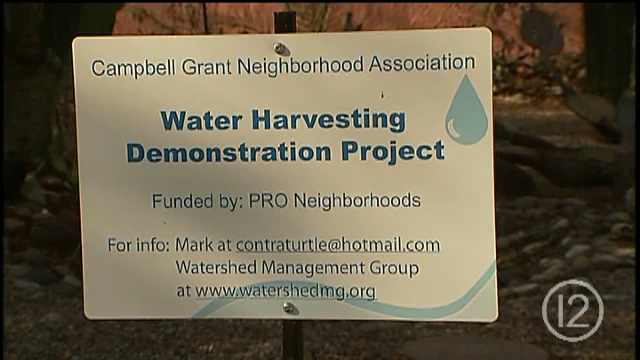 Campbell Grant Neighborhood Association
Water Harvesting
Demonstration Project
Funded by: PRO Neighborhoods
For info: Mark at contraturtle@hotmail.com
Watershed Management Group
at www.watershedmg.org
12